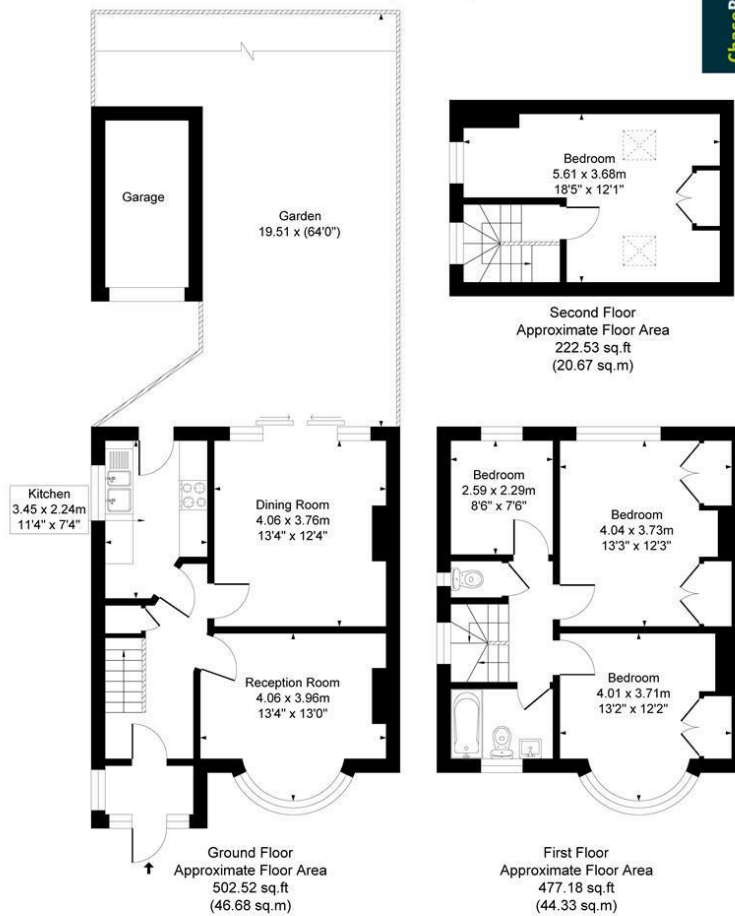 Garage
Garden
19.51 x (64'0")
Bedroom
5.61 x 3.68m
18'5" x 12'1"
Second Floor
Approximate Floor Area
222.53 sq.ft
(20.67 sq.m)
Kitchen
3.45 x 2.24m
11'4" x 7'4"
Dining Room
4.06 x 3.76m
13'4" x 12'4"
Reception Room
4.06 x 3.96m
13'4" x 13'0"
Ground Floor
Approximate Floor Area
502.52 sq.ft
(46.68 sq.m)
Bedroom
2.59 x 2.29m
8'6" x 7'6"
Bedroom
4.04 x 3.73m
13'3" x 12'3"
Bedroom
4.01 x 3.71m
13'2" x 12'2"
First Floor
Approximate Floor Area
477.18 sq.ft
(44.33 sq.m)